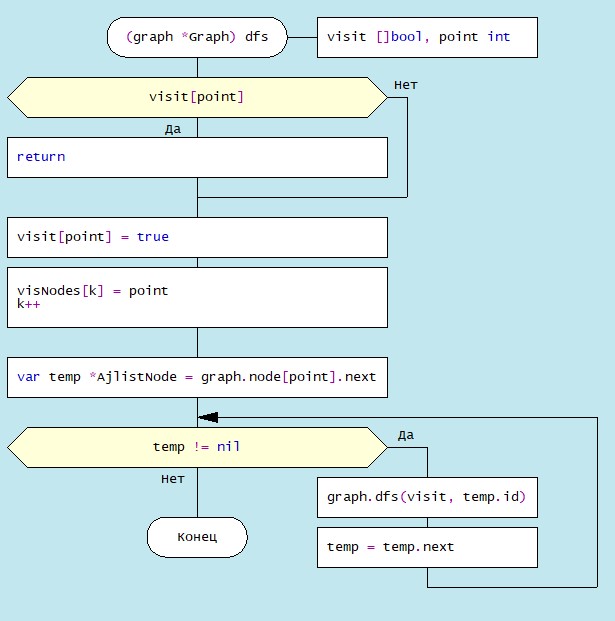 (graph *Graph) dfs
visit []bool, point int
visit[point]
Нет
Да
return
visit[point] = true
visNodes[k] = point
k++
var temp *AjlistNode = graph.node[point].next
temp != nil
Да
Нет
graph.dfs(visit, temp.id)
temp = temp.next
Конец